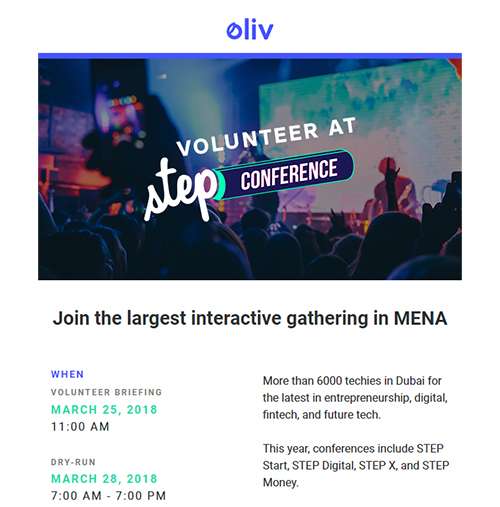 oliv
VOLUNTEER AT
step CONFERENCE
Join the largest interactive gathering in MENA
WHEN
VOLUNTEER BRIEFING
MARCH 25, 2018
11:00 AM
DRY-RUN
MARCH 28, 2018
7:00 AM - 7:00 PM
More than 6000 techies in Dubai for
the latest in entrepreneurship, digital,
fintech, and future tech.
This year, conferences include STEP
Start, STEP Digital, STEP X, and STEP
Money.